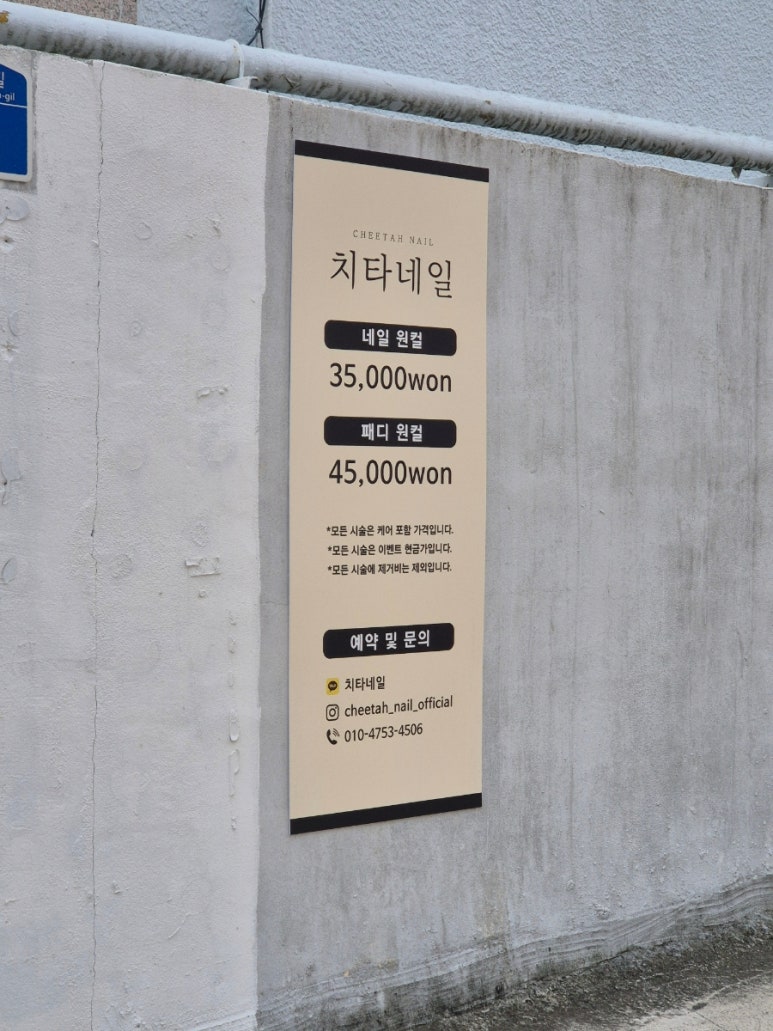 일
-gil
CHEETAH NAIL
치타네일
네일 원컬
35,000won
패디 원컬
45,000won
*모든 시술은 케어 포함 가격입니다.
*모든 시술은 이벤트 현금가입니다.
*모든 시술에 제거비는 제외입니다.
예약 및 문의
치타네일
cheetah_nail_official
010-4753-4506